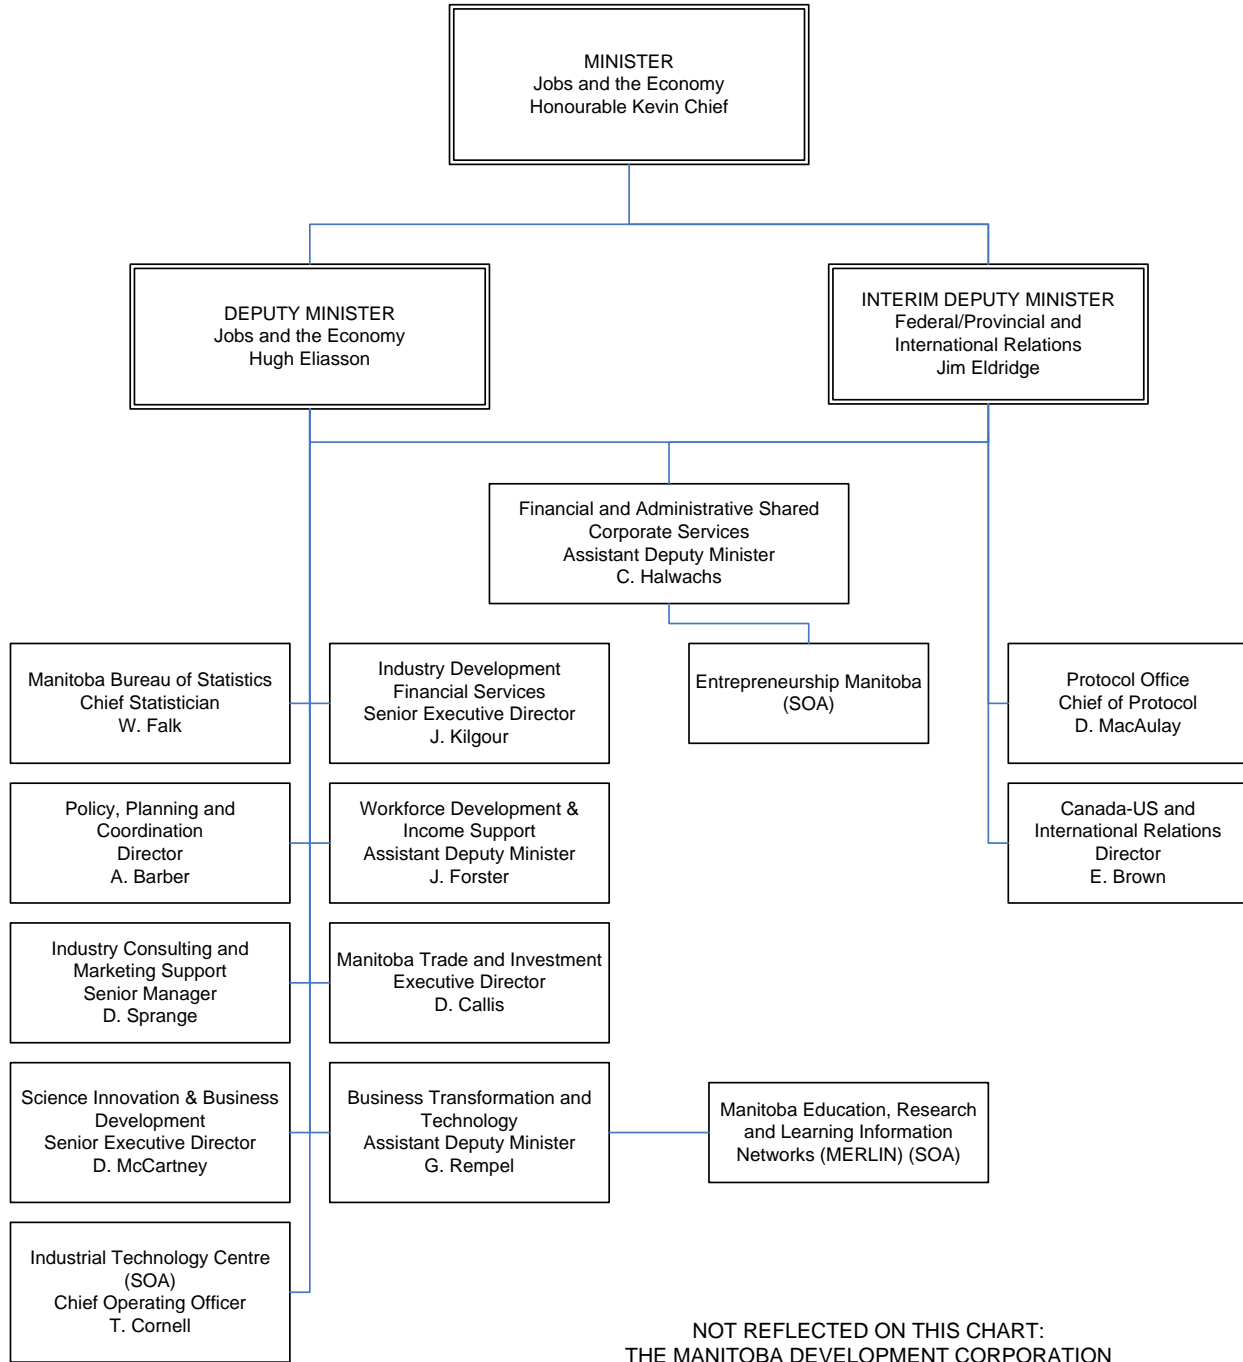 MINISTER
Jobs and the Economy
Honourable Kevin Chief
DEPUTY MINISTER
Jobs and the Economy
Hugh Eliasson
INTERIM DEPUTY MINISTER
Federal/Provincial and
International Relations
Jim Eldridge
Financial and Administrative Shared
Corporate Services
Assistant Deputy Minister
C. Halwachs
Manitoba Bureau of Statistics
Chief Statistician
W. Falk
Industry Development
Financial Services
Senior Executive Director
J. Kilgour
Entrepreneurship Manitoba
(SOA)
Protocol Office
Chief of Protocol
D. MacAulay
Policy, Planning and
Coordination
Director
A. Barber
Workforce Development &
Income Support
Assistant Deputy Minister
J. Forster
Canada-US and
International Relations
Director
E. Brown
Industry Consulting and
Marketing Support
Senior Manager
D. Sprange
Manitoba Trade and Investment
Executive Director
D. Callis
Science Innovation & Business
Development
Senior Executive Director
D. McCartney
Business Transformation and
Technology
Assistant Deputy Minister
G. Rempel
Manitoba Education, Research
and Learning Information
Networks (MERLIN) (SOA)
Industrial Technology Centre
(SOA)
Chief Operating Officer
T. Cornell
NOT REFLECTED ON THIS CHART:
THE MANITOBA DEVELOPMENT CORPORATION